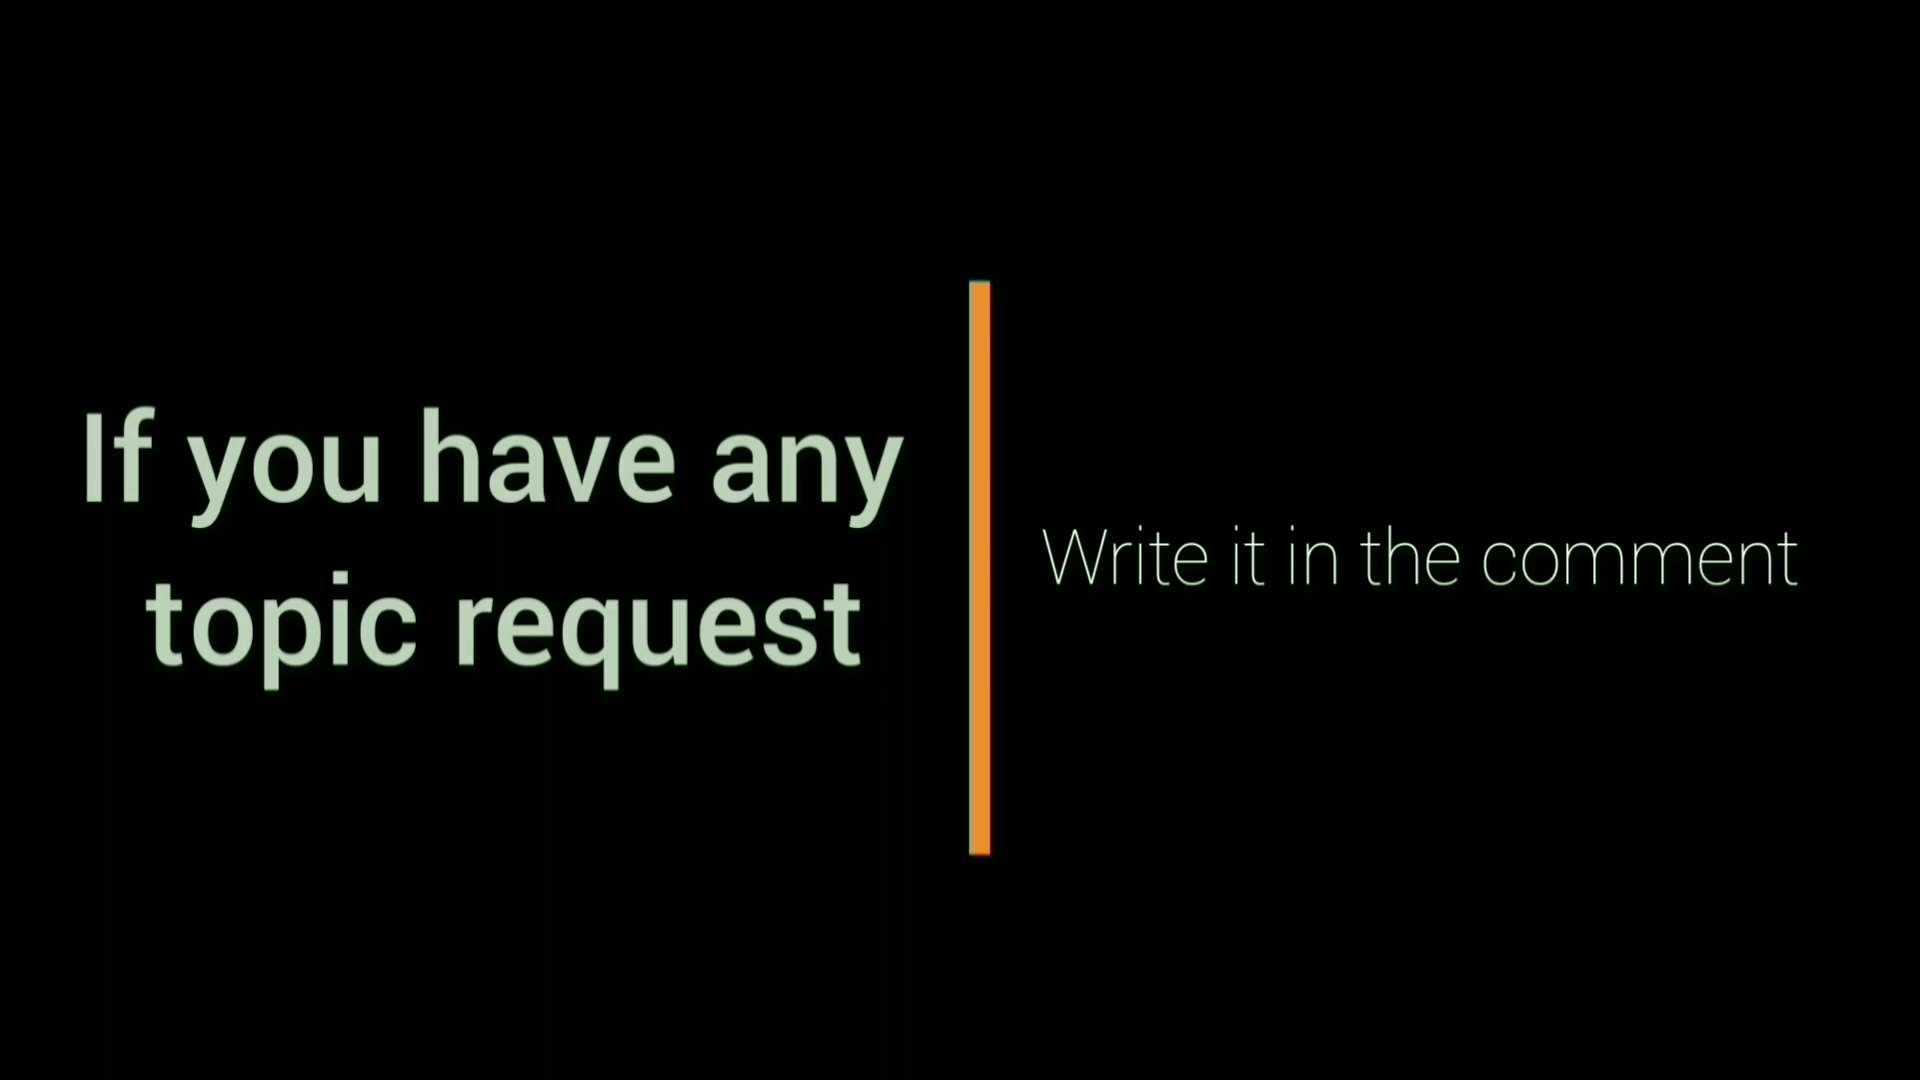 If you have any
topic request
Write it in the comment